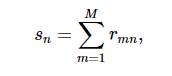 $s_n = \sum_{m=1}^{M} r_{mn},$